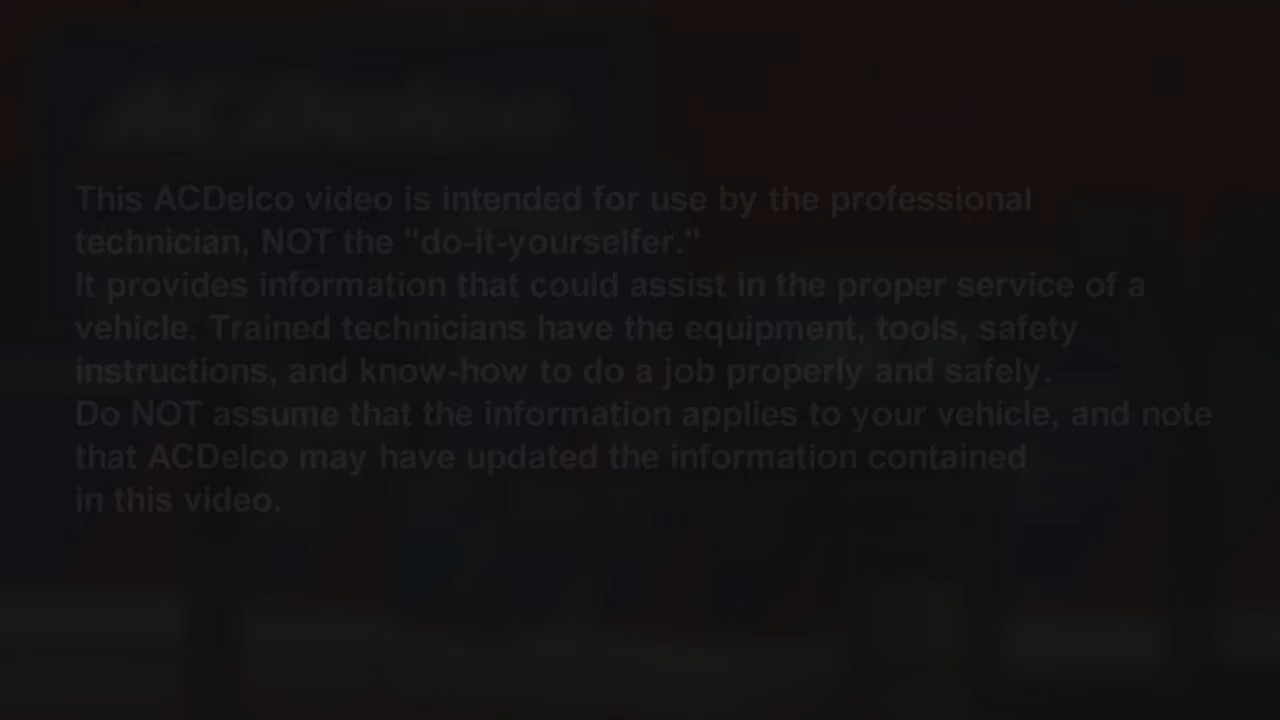 ACDelco
This ACDelco video is intended for use by the professional
technician, NOT the "do-it-yourselfer."
It provides information that could assist in the proper service of a
vehicle. Trained technicians have the equipment, tools, safety
instructions, and know-how to do a job properly and safely.
Do NOT assume that the information applies to your vehicle, and note
that ACDelco may have updated the information contained
in this video.